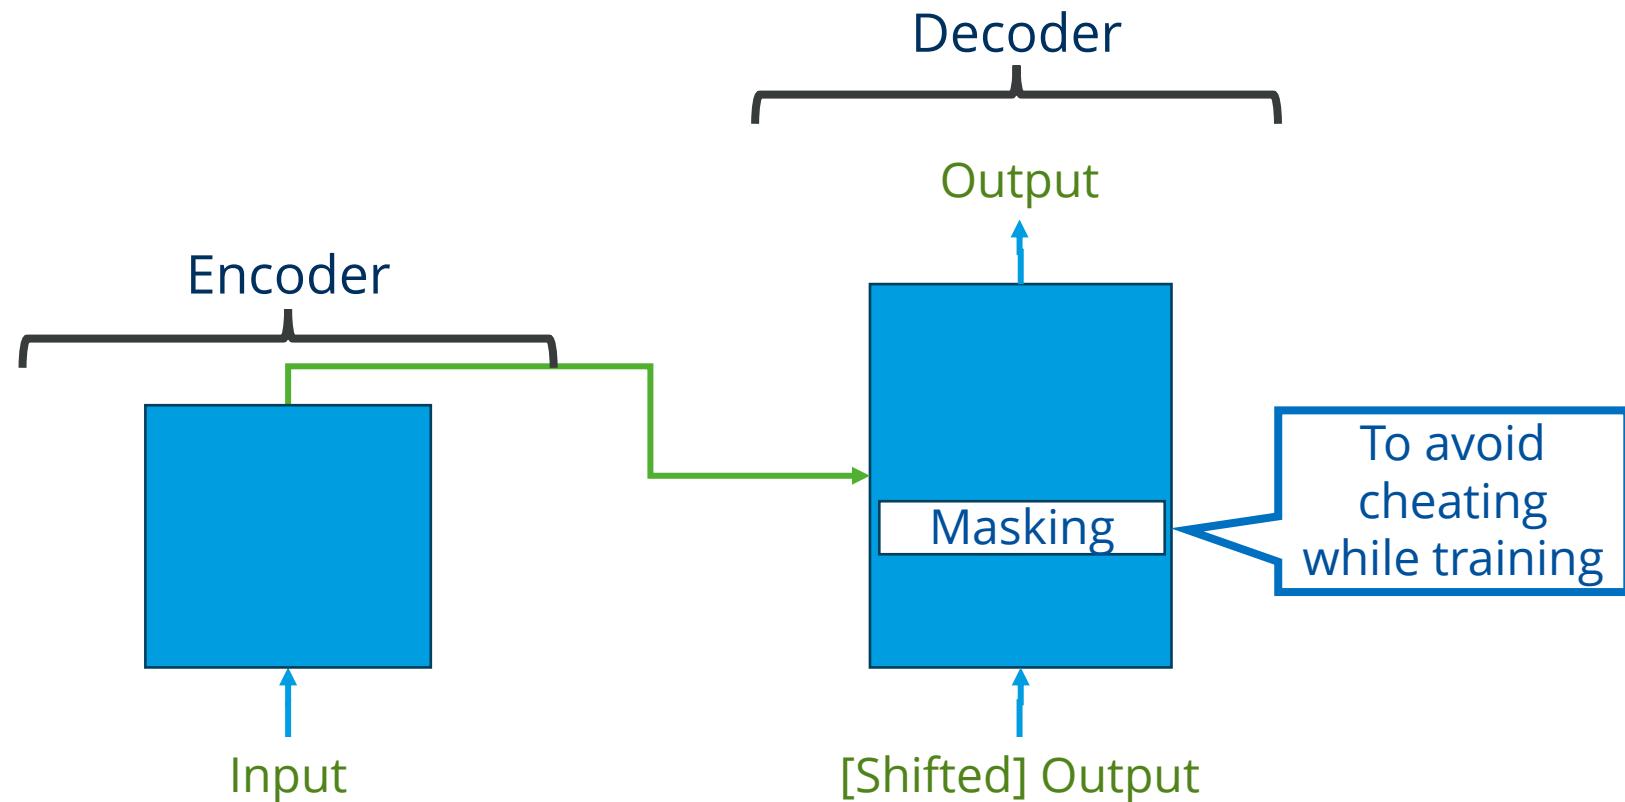 Decoder
Output
Encoder
Masking
To avoid
cheating
while training
Input
[Shifted] Output